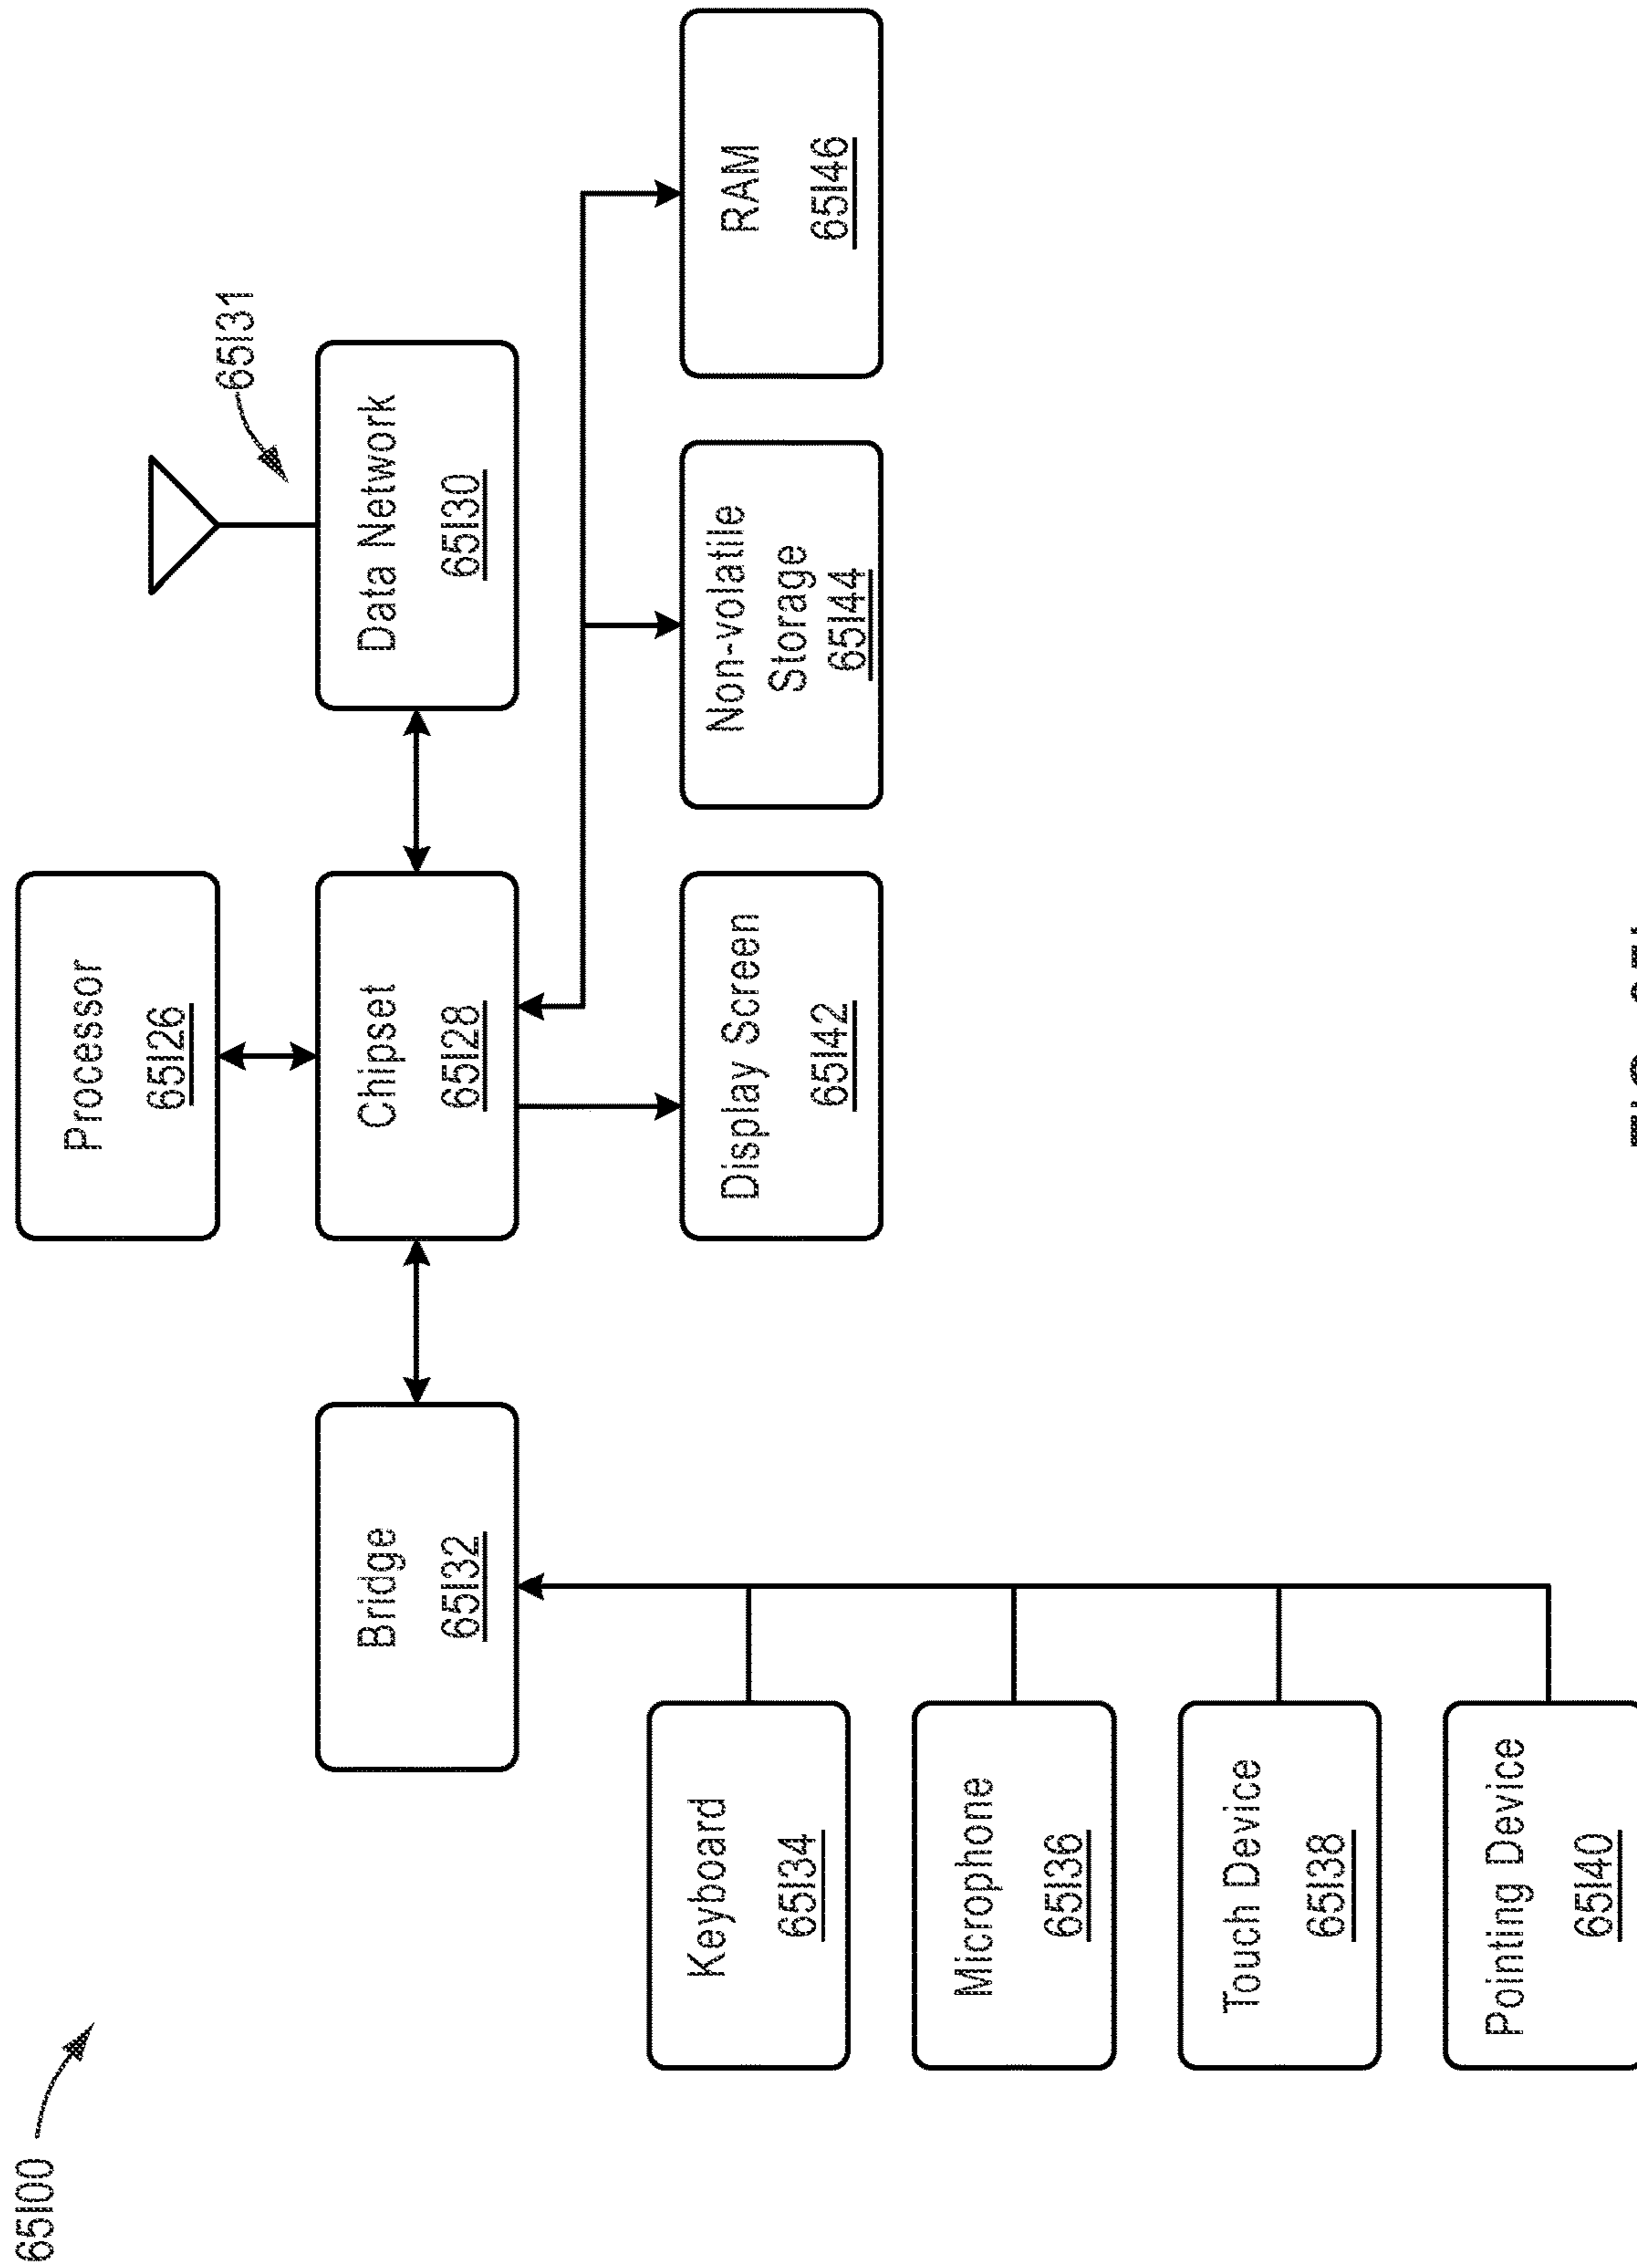 65I00
Processor
65I26
65I31
Bridge
65I32
Chipset
65I28
Data Network
65I30
Keyboard
65I34
Display Screen
65I42
Non-volatile
Storage
65I44
RAM
65I46
Microphone
65I36
Touch Device
65I38
Pointing Device
65I40